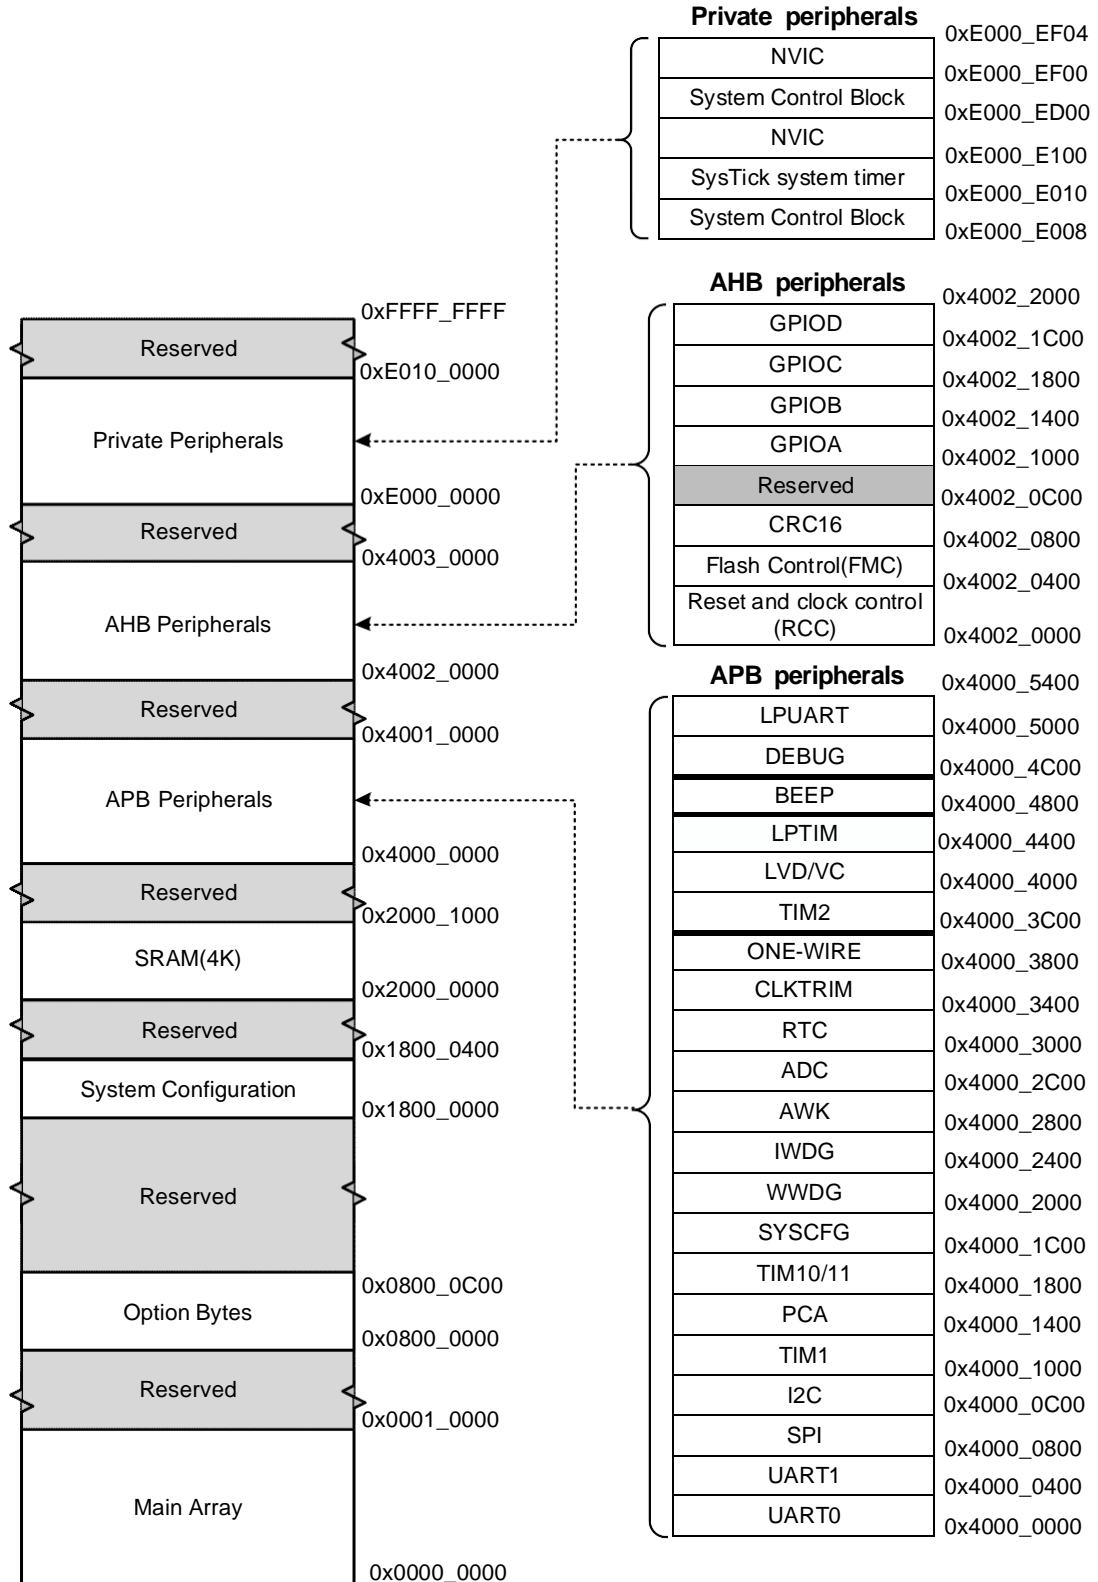 Private peripherals
0xE000_EF04
NVIC
0xE000_EF00
System Control Block
0xE000_ED00
NVIC
0xE000_E100
SysTick system timer
0xE000_E010
System Control Block
0xE000_E008
AHB peripherals
0x4002_2000
GPIOD
0x4002_1C00
GPIOC
0x4002_1800
GPIOB
0x4002_1400
GPIOA
0x4002_1000
Reserved
0x4002_0C00
CRC16
0x4002_0800
Flash Control(FMC)
0x4002_0400
Reset and clock control
(RCC)
0x4002_0000
APB peripherals
0x4000_5400
LPUART
0x4000_5000
DEBUG
0x4000_4C00
BEEP
0x4000_4800
LPTIM
0x4000_4400
LVD/VC
0x4000_4000
TIM2
0x4000_3C00
ONE-WIRE
0x4000_3800
CLKTRIM
0x4000_3400
RTC
0x4000_3000
ADC
0x4000_2C00
AWK
0x4000_2800
IWDG
0x4000_2400
WWDG
0x4000_2000
SYSCFG
0x4000_1C00
TIM10/11
0x4000_1800
PCA
0x4000_1400
TIM1
0x4000_1000
I2C
0x4000_0C00
SPI
0x4000_0800
UART1
0x4000_0400
UART0
0x4000_0000
0xFFFF_FFFF
Reserved
0xE010_0000
Private Peripherals
0xE000_0000
Reserved
0x4003_0000
AHB Peripherals
0x4002_0000
Reserved
0x4001_0000
APB Peripherals
0x4000_0000
Reserved
0x2000_1000
SRAM(4K)
0x2000_0000
Reserved
0x1800_0400
System Configuration
0x1800_0000
Reserved
0x0800_0C00
Option Bytes
0x0800_0000
Reserved
0x0001_0000
Main Array
0x0000_0000